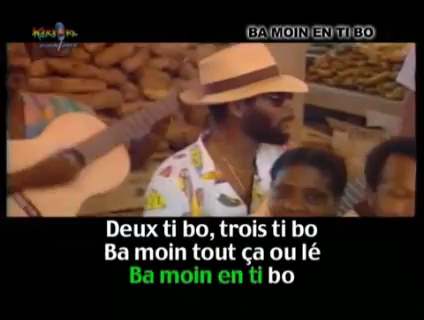 KaraFun
BA MOIN EN TI BO
Deux ti bo, trois ti bo
Ba moin tout ça ou lé
Ba moin en ti bo